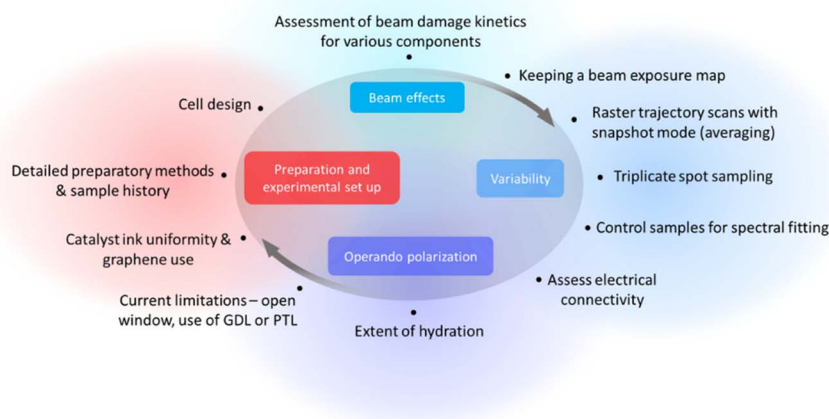 Assessment of beam damage kinetics
for various components
• Keeping a beam exposure map
Beam effects
Cell design •
• Raster trajectory scans with
snapshot mode (averaging)
Detailed preparatory methods •
& sample history
Preparation and
experimental set up
Variability
• Triplicate spot sampling
Catalyst ink uniformity & •
graphene use
• Control samples for spectral fitting
Operando polarization
• Assess electrical
connectivity
Current limitations – open
window, use of GDL or PTL
Extent of hydration